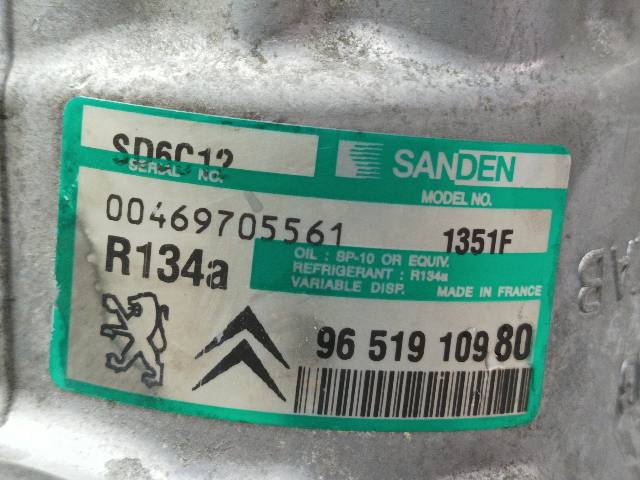 SD6C12
SANDEN
SERIAL NO.
MODEL NO.
00469705561
1351F
R134a
OIL : SP-10 OR EQUIV.
REFRIGERANT : R134a
VARIABLE DISP.
MADE IN FRANCE
96 519 109 80